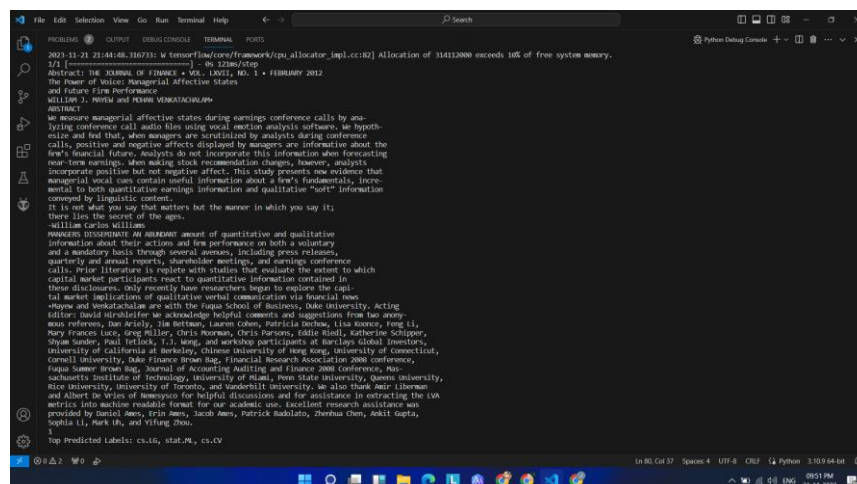 File Edit Selection View Go Run Terminal Help
Search
PROBLEMS 2 OUTPUT DEBUG CONSOLE TERMINAL PORTS
Python Debug Console
2023-11-21 21:44:48.316733: W tensorflow/core/framework/cpu_allocator_impl.cc:82] Allocation of 314112000 exceeds 10% of free system memory.
1/1 [==============================] - 0s 121ms/step
Abstract: THE JOURNAL OF FINANCE • VOL. LXVII, NO. 1 • FEBRUARY 2012
The Power of Voice: Managerial Affective States
and Future Firm Performance
WILLIAM J. MAYEW and MOHAN VENKATACHALAM∗
ABSTRACT
We measure managerial affective states during earnings conference calls by ana-
lyzing conference call audio files using vocal emotion analysis software. We hypoth-
esize and find that, when managers are scrutinized by analysts during conference
calls, positive and negative affects displayed by managers are informative about the
firm's financial future. Analysts do not incorporate this information when forecasting
near-term earnings. When making stock recommendation changes, however, analysts
incorporate positive but not negative affect. This study presents new evidence that
managerial vocal cues contain useful information about a firm's fundamentals, incre-
mental to both quantitative earnings information and qualitative "soft" information
conveyed by linguistic content.
It is not what you say that matters but the manner in which you say it;
there lies the secret of the ages.
-William Carlos Williams
MANAGERS DISSEMINATE AN ABUNDANT amount of quantitative and qualitative
information about their actions and firm performance on both a voluntary
and a mandatory basis through several avenues, including press releases,
quarterly and annual reports, shareholder meetings, and earnings conference
calls. Prior literature is replete with studies that evaluate the extent to which
capital market participants react to quantitative information contained in
these disclosures. Only recently have researchers begun to explore the capi-
tal market implications of qualitative verbal communication via financial news
∗Mayew and Venkatachalam are with the Fuqua School of Business, Duke University. Acting
Editor: David Hirshleifer We acknowledge helpful comments and suggestions from two anony-
mous referees, Dan Ariely, Jim Bettman, Lauren Cohen, Patricia Dechow, Lisa Koonce, Feng Li,
Mary Frances Luce, Greg Miller, Chris Moorman, Chris Parsons, Eddie Riedl, Katherine Schipper,
Shyam Sunder, Paul Tetlock, T.J. Wong, and workshop participants at Barclays Global Investors,
University of California at Berkeley, Chinese University of Hong Kong, University of Connecticut,
Cornell University, Duke Finance Brown Bag, Financial Research Association 2008 conference,
Fuqua Summer Brown Bag, Journal of Accounting Auditing and Finance 2008 Conference, Mas-
sachusetts Institute of Technology, University of Miami, Penn State University, Queens University,
Rice University, University of Toronto, and Vanderbilt University. We also thank Amir Liberman
and Albert De Vries of Nemesysco for helpful discussions and for assistance in extracting the LVA
metrics into machine readable format for our academic use. Excellent research assistance was
provided by Daniel Ames, Erin Ames, Jacob Ames, Patrick Badolato, Zhenhua Chen, Ankit Gupta,
Sophia Li, Mark Uh, and Yifung Zhou.
1
Top Predicted Labels: cs.LG, stat.ML, cs.CV
0 2 0
Ln 80, Col 37 Spaces: 4 UTF-8 CRLF Python 3.10.9 64-bit
ENG 09:51 PM